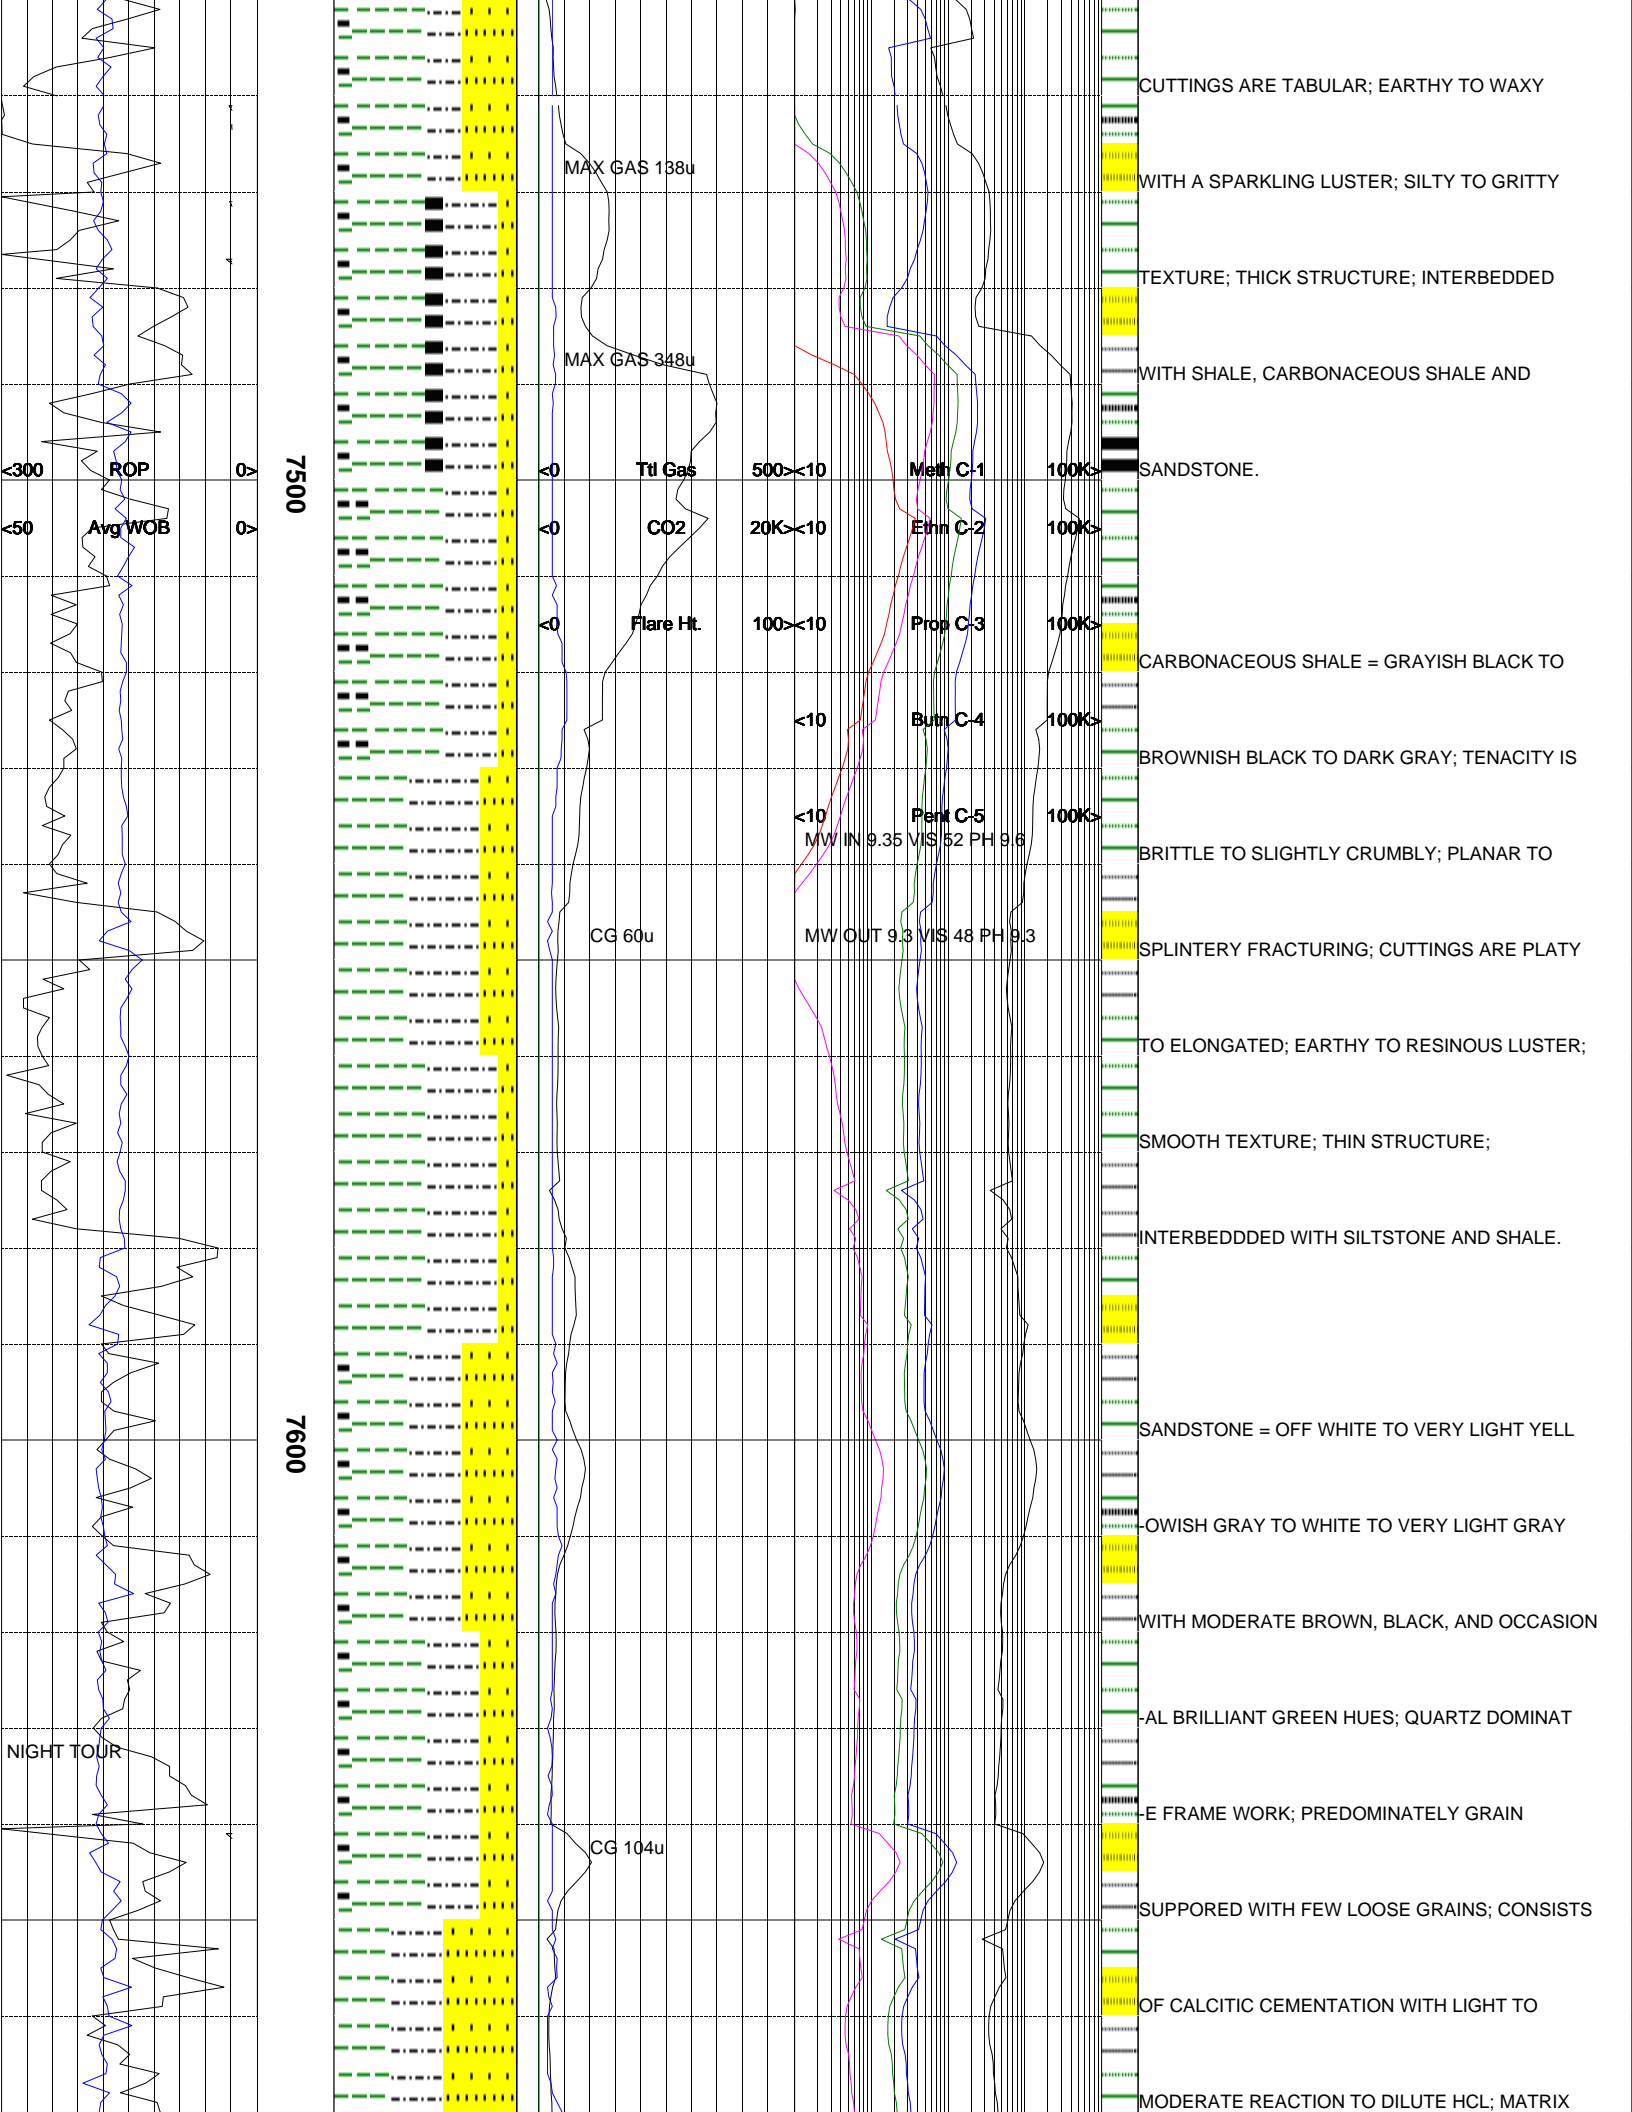 CUTTINGS ARE TABULAR; EARTHY TO WAXY
MAX GAS 138u
WITH A SPARKLING LUSTER; SILTY TO GRITTY
TEXTURE; THICK STRUCTURE; INTERBEDDED
MAX GAS 348u
WITH SHALE, CARBONACEOUS SHALE AND
<300 ROP 0>
7500
<0 Ttl Gas 500>
<10 Meth C-1 100K>
SANDSTONE.
<50 Avg WOB 0>
<0 CO2 20K>
<10 Ethn C-2 100K>
<0 Flare Ht. 100>
<10 Prop C-3 100K>
CARBONACEOUS SHALE = GRAYISH BLACK TO
<10 Butn C-4 100K>
BROWNISH BLACK TO DARK GRAY; TENACITY IS
<10 Pent C-5 100K>
MW IN 9.35 VIS 52 PH 9.6
BRITTLE TO SLIGHTLY CRUMBLY; PLANAR TO
CG 60u
MW OUT 9.3 VIS 48 PH 9.3
SPLINTERY FRACTURING; CUTTINGS ARE PLATY
TO ELONGATED; EARTHY TO RESINOUS LUSTER;
SMOOTH TEXTURE; THIN STRUCTURE;
INTERBEDDDED WITH SILTSTONE AND SHALE.
7600
SANDSTONE = OFF WHITE TO VERY LIGHT YELL
-OWISH GRAY TO WHITE TO VERY LIGHT GRAY
WITH MODERATE BROWN, BLACK, AND OCCASION
-AL BRILLIANT GREEN HUES; QUARTZ DOMINAT
NIGHT TOUR
-E FRAME WORK; PREDOMINATELY GRAIN
CG 104u
SUPPORED WITH FEW LOOSE GRAINS; CONSISTS
OF CALCITIC CEMENTATION WITH LIGHT TO
MODERATE REACTION TO DILUTE HCL; MATRIX